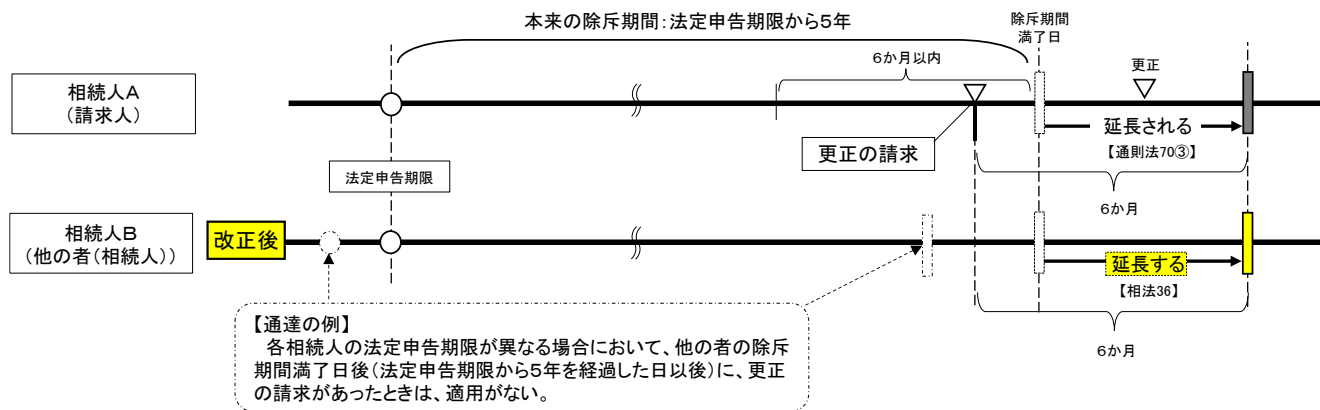 本来の除斥期間：法定申告期限から5年
除斥期間
満了日
6か月以内
更正
相続人A
（請求人）
延長される
更正の請求
【通則法70③】
法定申告期限
6か月
相続人B
（他の者（相続人））
改正後
延長する
【相法36】
6か月
【通達の例】
各相続人の法定申告期限が異なる場合において、他の者の除斥
期間満了日後（法定申告期限から5年を経過した日以後）に、更正
の請求があったときは、適用がない。